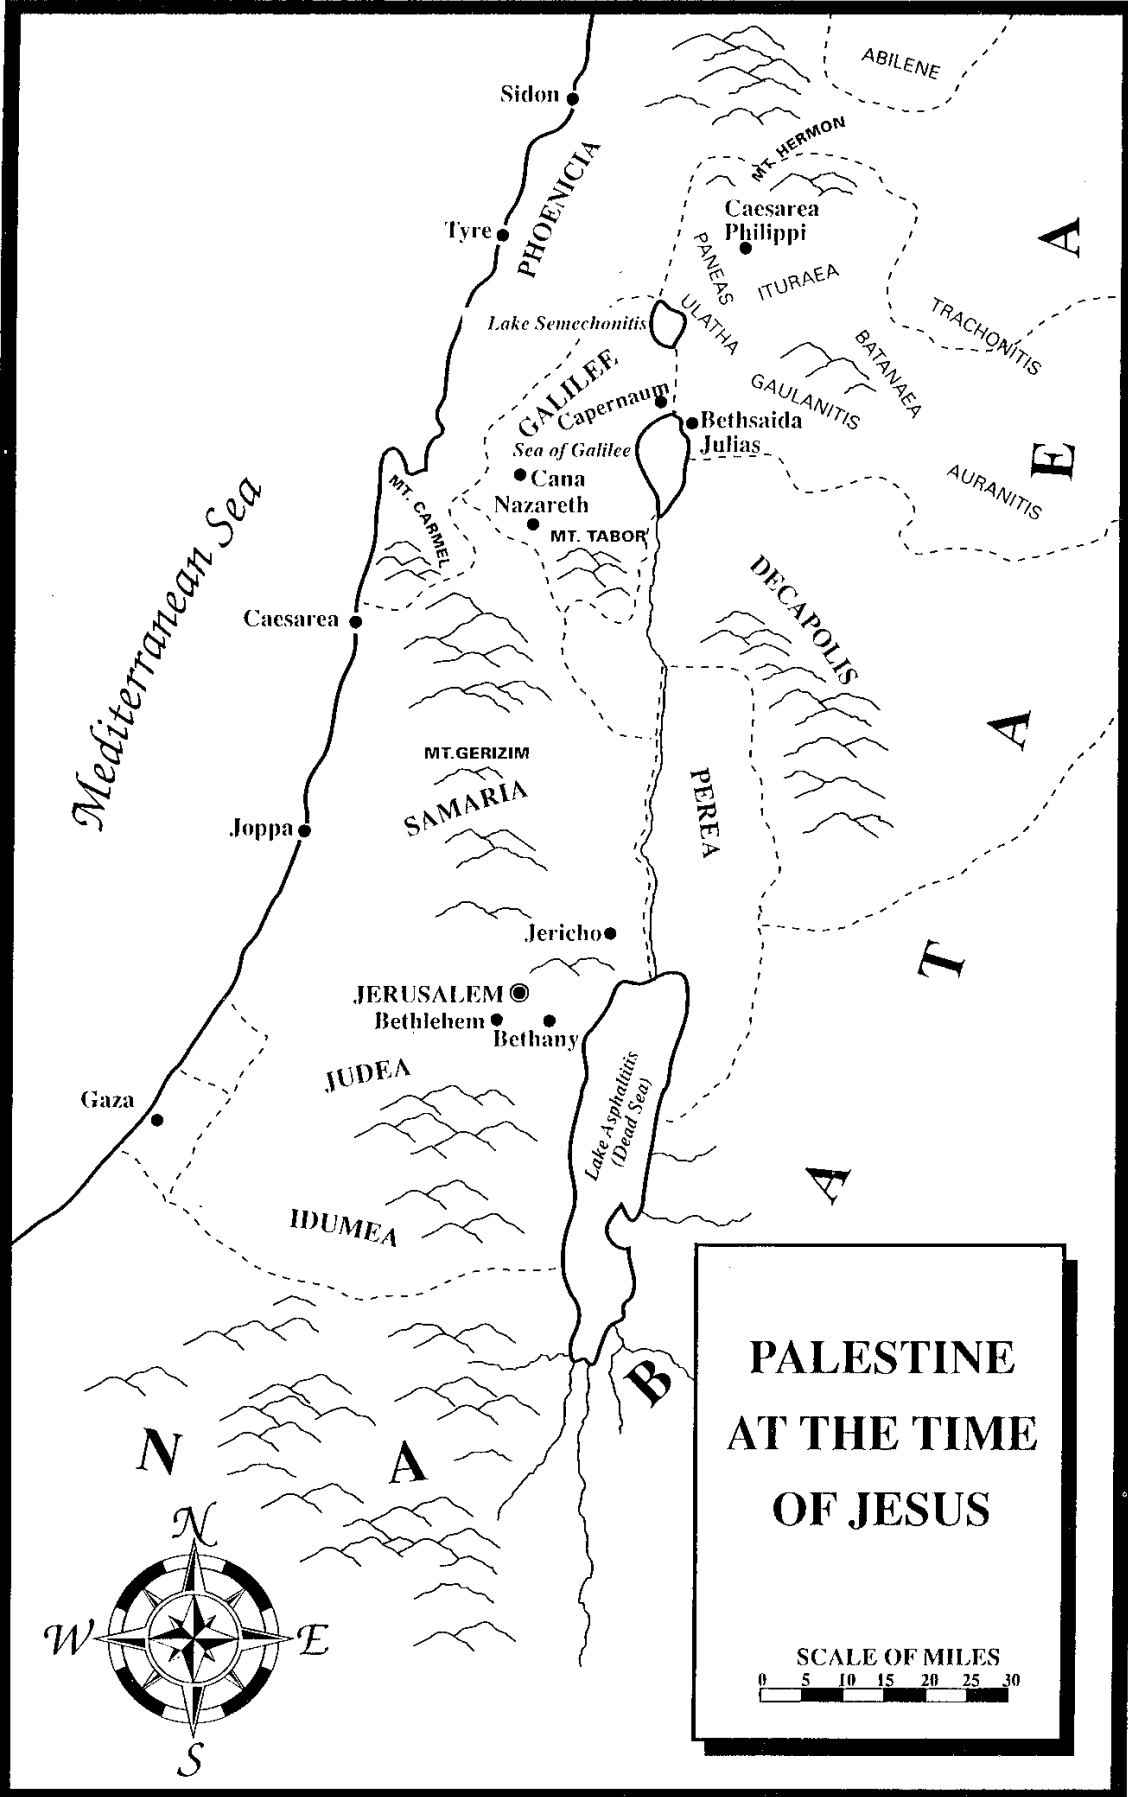 ABILENE
Sidon
MT. HERMON
PHOENICIA
Caesarea
Philippi
Tyre
PANEAS
ITURAEA
A
ULATHA
TRACHONITIS
Lake Semechonitis
BATANAEA
GALILEE
GAULANITIS
Capernaum
Bethsaida
Julias
Sea of Galilee
E
Cana
AURANITIS
Nazareth
MT. CARMEL
MT. TABOR
Mediterranean Sea
DECAPOLIS
Caesarea
A
MT.GERIZIM
SAMARIA
PEREA
Joppa
Jericho
T
JERUSALEM
Bethlehem
Bethany
JUDEA
Gaza
Lake Asphaltitis
(Dead Sea)
A
IDUMEA
B
N
A
PALESTINE
AT THE TIME
OF JESUS
N
W
E
S
SCALE OF MILES
0 5 10 15 20 25 30